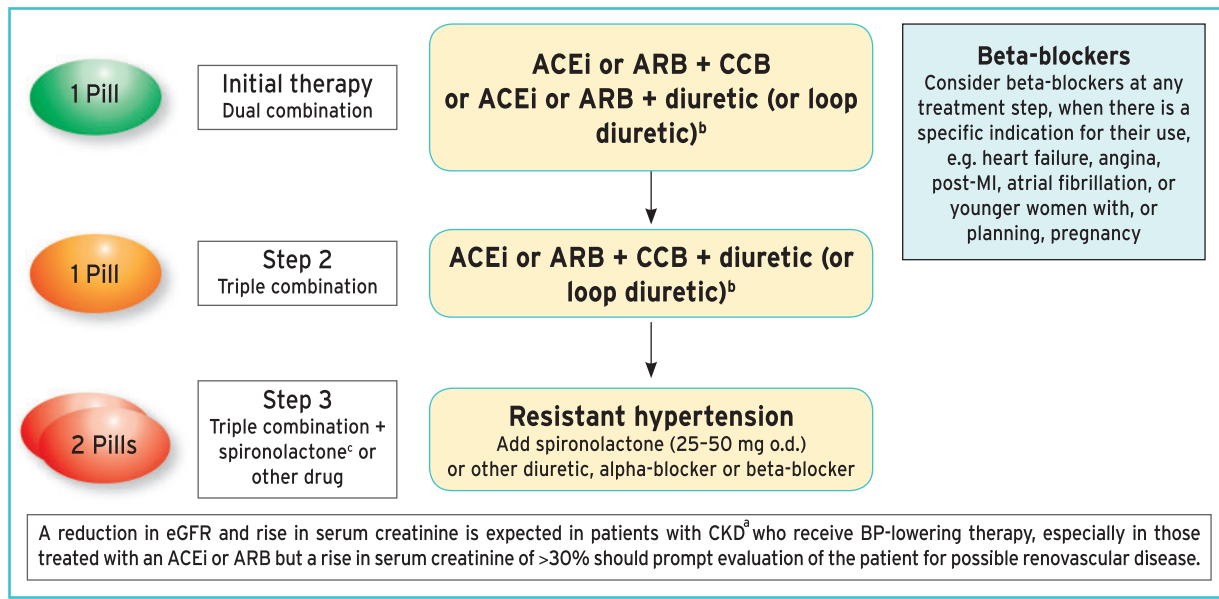 1 Pill
Initial therapy
Dual combination
ACEi or ARB + CCB
or ACEi or ARB + diuretic (or loop
diuretic)ᵇ
Beta-blockers
Consider beta-blockers at any
treatment step, when there is a
specific indication for their use,
e.g. heart failure, angina,
post-MI, atrial fibrillation, or
younger women with, or
planning, pregnancy
1 Pill
Step 2
Triple combination
ACEi or ARB + CCB + diuretic (or
loop diuretic)ᵇ
2 Pills
Step 3
Triple combination +
spironolactoneᶜ or
other drug
Resistant hypertension
Add spironolactone (25–50 mg o.d.)
or other diuretic, alpha-blocker or beta-blocker
A reduction in eGFR and rise in serum creatinine is expected in patients with CKDᵃ who receive BP-lowering therapy, especially in those
treated with an ACEi or ARB but a rise in serum creatinine of >30% should prompt evaluation of the patient for possible renovascular disease.